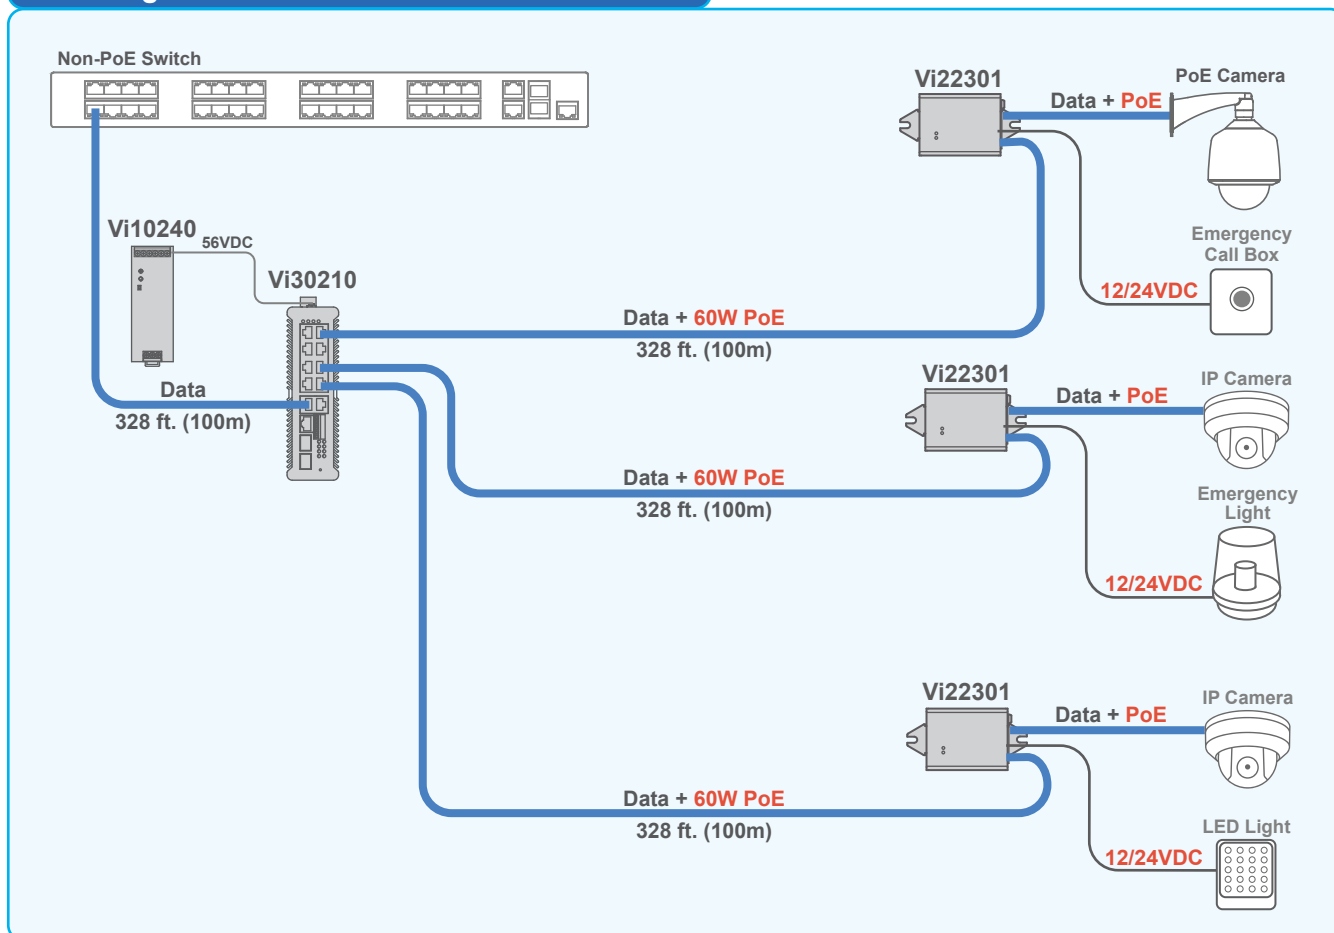 Non-PoE Switch
Vi22301
PoE Camera
Data + PoE
Emergency
Call Box
12/24VDC
Vi10240
56VDC
Vi30210
Data + 60W PoE
328 ft. (100m)
Data
328 ft. (100m)
Vi22301
IP Camera
Data + PoE
Data + 60W PoE
328 ft. (100m)
Emergency
Light
12/24VDC
Vi22301
IP Camera
Data + PoE
Data + 60W PoE
328 ft. (100m)
LED Light
12/24VDC